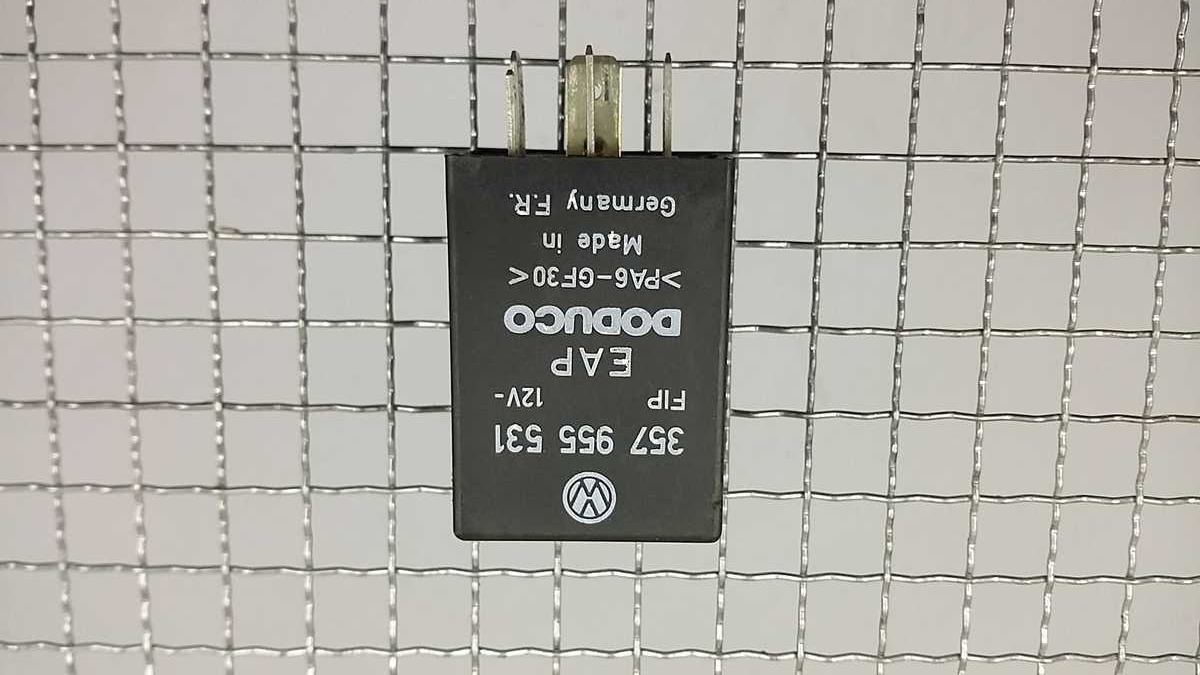 357 955 531
FIP 12V-
EAP
DODUCO
>PA6-GF30<
Made in
Germany F.R.